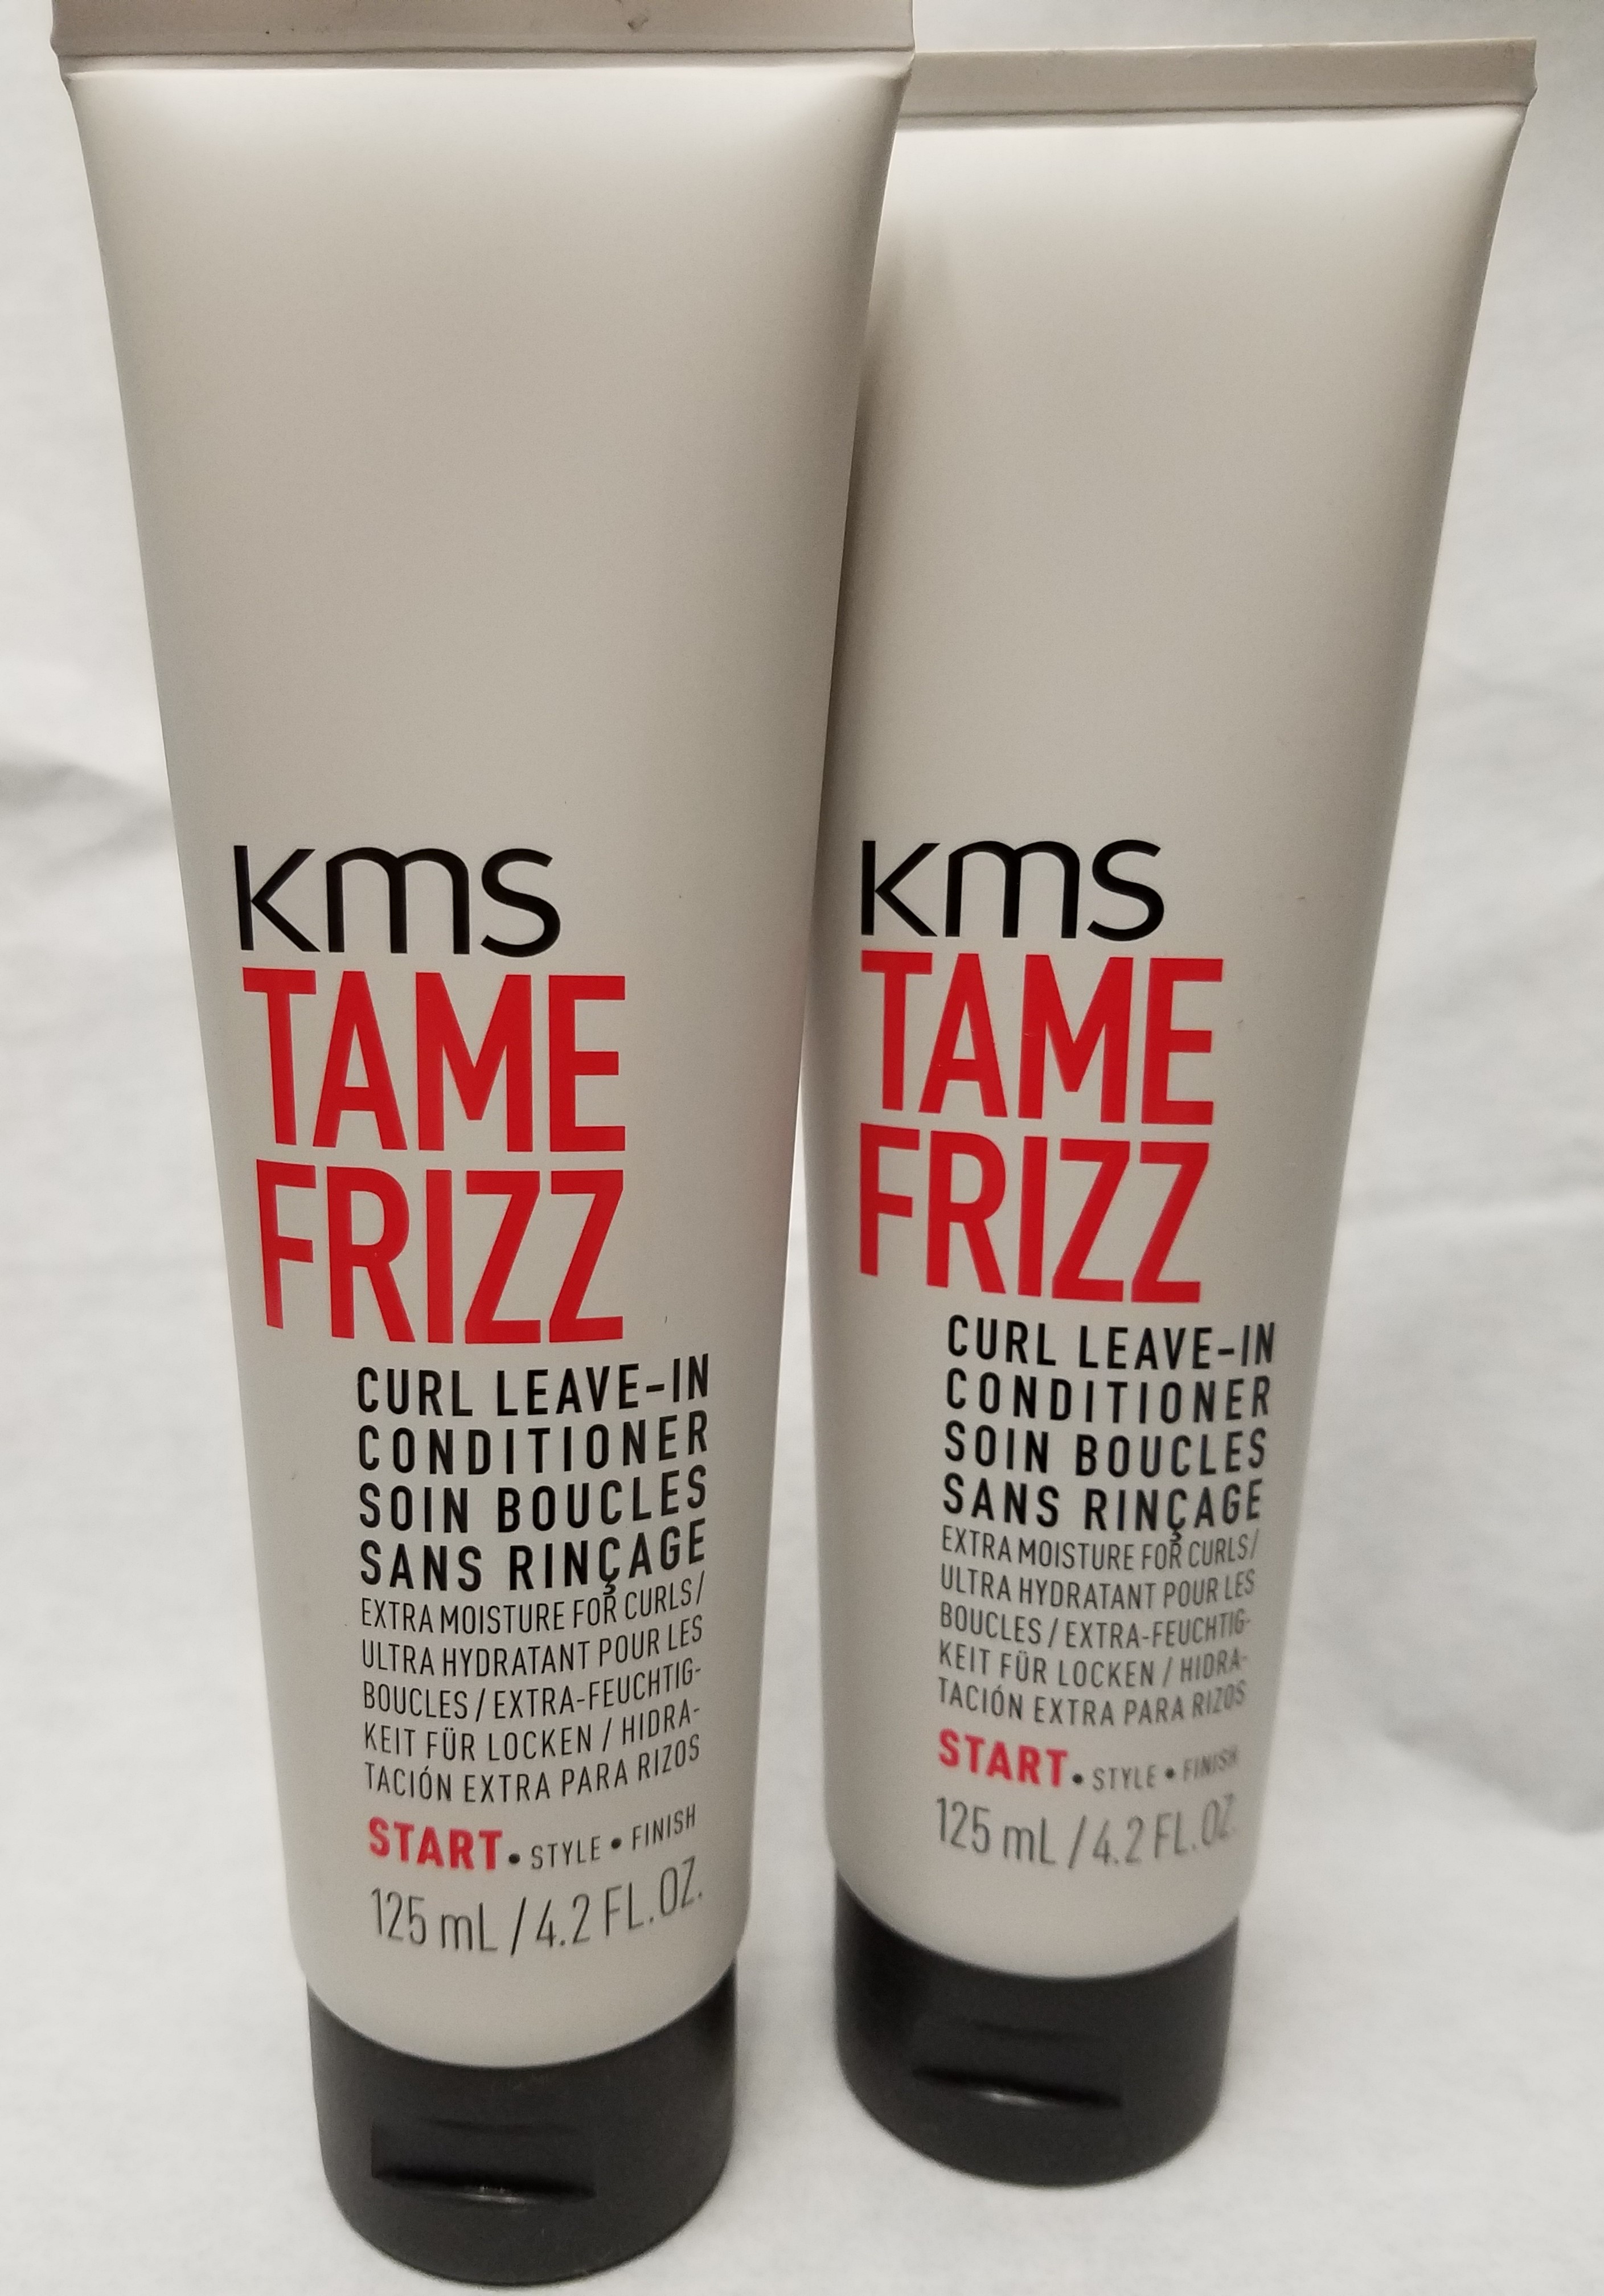 kms
TAME
FRIZZ
CURL LEAVE-IN
CONDITIONER
SOIN BOUCLES
SANS RINÇAGE
EXTRA MOISTURE FOR CURLS/
ULTRA HYDRATANT POUR LES
BOUCLES / EXTRA-FEUCHTIG-
KEIT FÜR LOCKEN / HIDRA-
TACIÓN EXTRA PARA RIZOS
START • STYLE • FINISH
125 mL / 4.2 FL.OZ.
kms
TAME
FRIZZ
CURL LEAVE-IN
CONDITIONER
SOIN BOUCLES
SANS RINÇAGE
EXTRA MOISTURE FOR CURLS/
ULTRA HYDRATANT POUR LES
BOUCLES / EXTRA-FEUCHTIG-
KEIT FÜR LOCKEN / HIDRA-
TACIÓN EXTRA PARA RIZOS
START • STYLE • FINISH
125 mL / 4.2 FL.OZ.